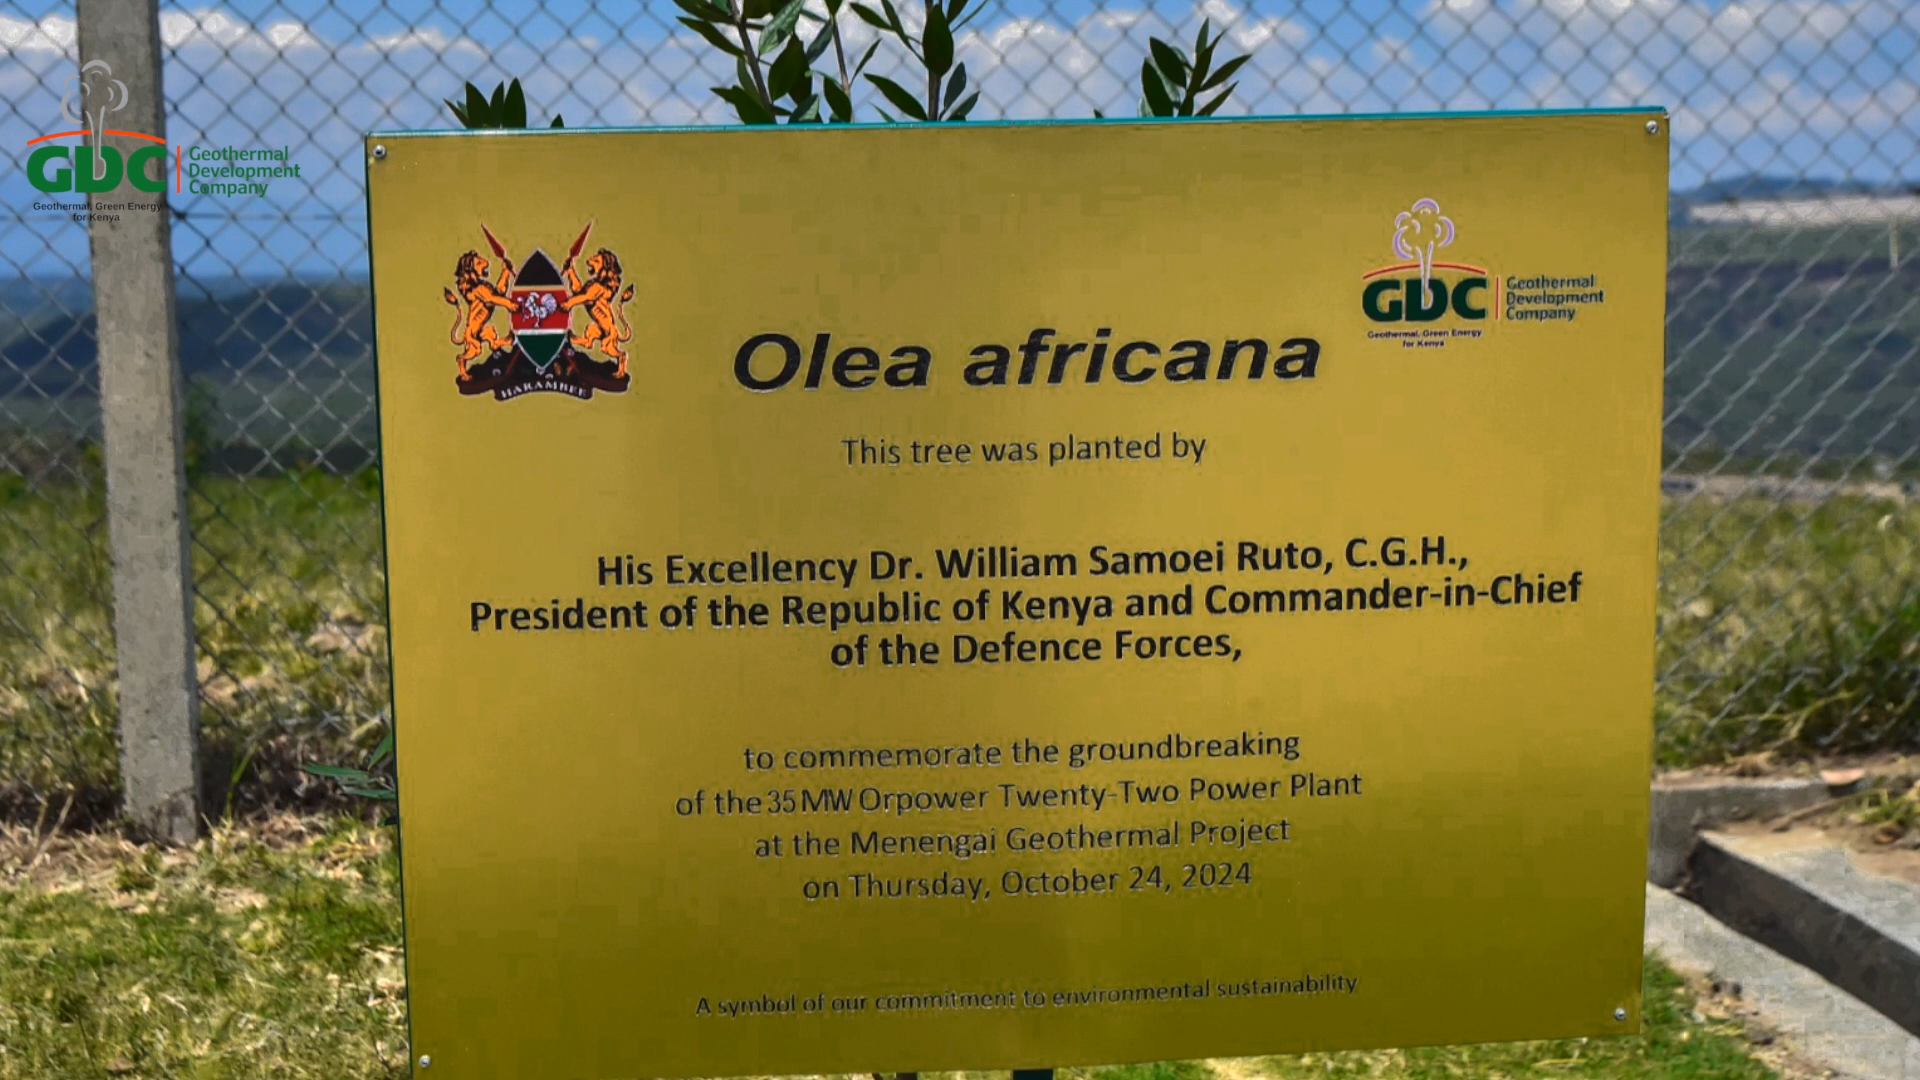 GDC
Geothermal
Development
Company
Geothermal, Green Energy
for Kenya
HARAMBEE
GDC
Geothermal
Development
Company
Geothermal, Green Energy
for Kenya
Olea africana
This tree was planted by
His Excellency Dr. William Samoei Ruto, C.G.H.,
President of the Republic of Kenya and Commander-in-Chief
of the Defence Forces,
to commemorate the groundbreaking
of the 35 MW Orpower Twenty-Two Power Plant
at the Menengai Geothermal Project
on Thursday, October 24, 2024
A symbol of our commitment to environmental sustainability